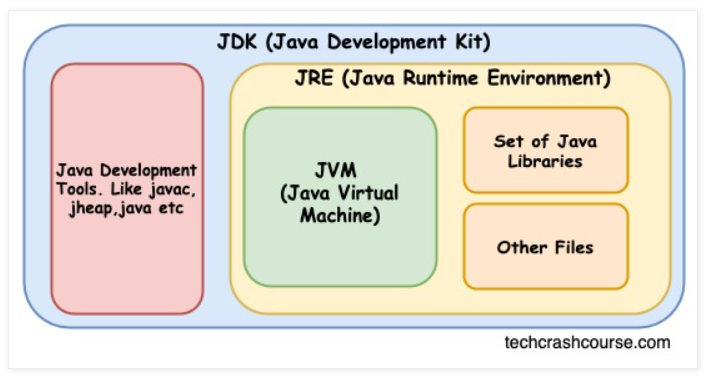 JDK (Java Development Kit)
JRE (Java Runtime Environment)
Java Development
Tools. Like javac,
jheap,java etc
JVM
(Java Virtual
Machine)
Set of Java
Libraries
Other Files
techcrashcourse.com